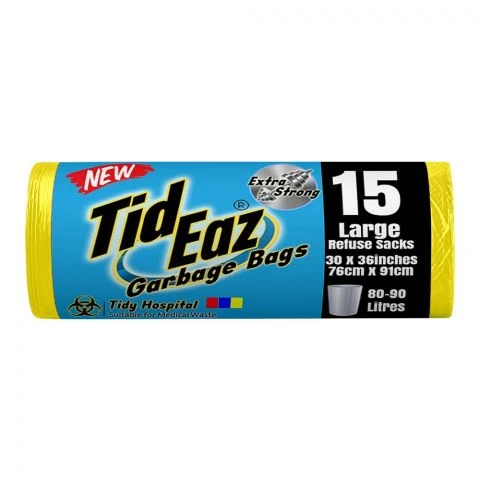 NEW
Tid Eaz®
Garbage Bags
Extra
Strong
Tidy Hospital
Suitable for Medical Waste
15
Large
Refuse Sacks
30 X 36inches
76cm X 91cm
80-90
Litres